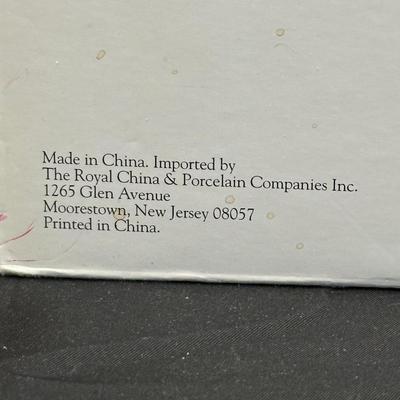 Made in China. Imported by
The Royal China & Porcelain Companies Inc.
1265 Glen Avenue
Moorestown, New Jersey 08057
Printed in China.